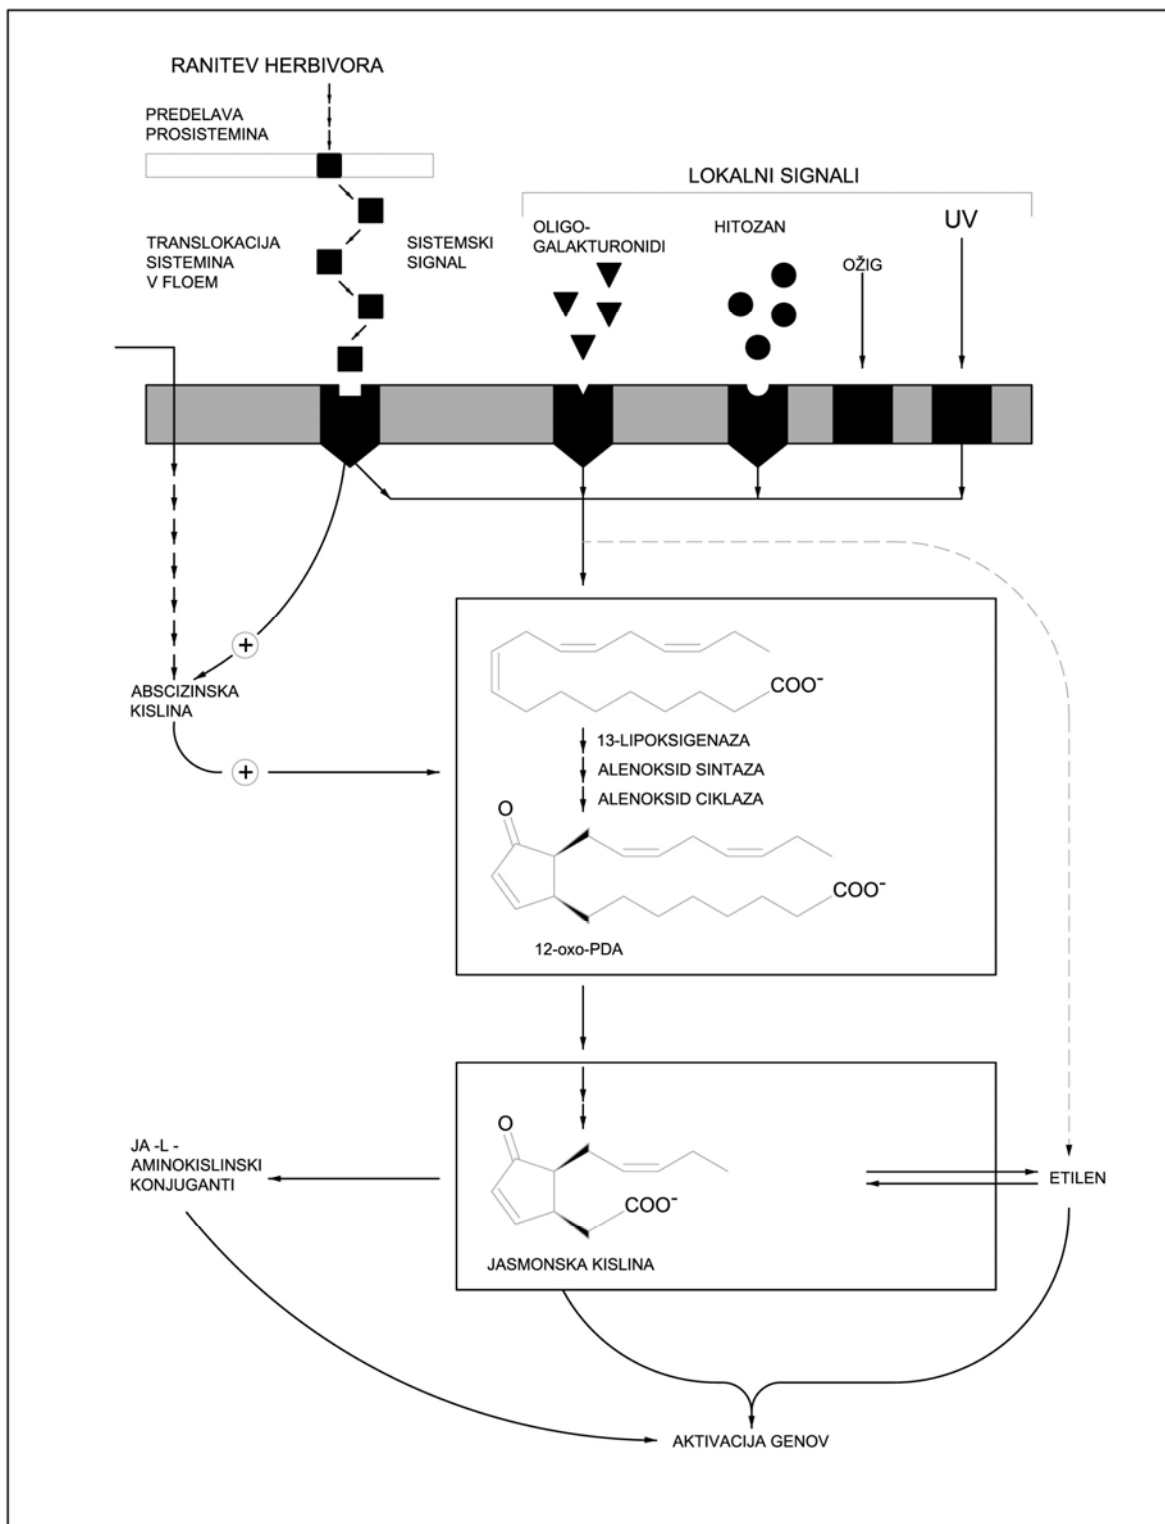 RANITEV HERBIVORA
PREDELAVA
PROSISTEMINA
LOKALNI SIGNALI
TRANSLOKACIJA
SISTEMINA
V FLOEM
SISTEMSKI
SIGNAL
OLIGO-
GALAKTURONIDI
HITOZAN
OŽIG
UV
+
ABSCIZINSKA
KISLINA
+
COO-
13-LIPOKSIGENAZA
ALENOKSID SINTAZA
ALENOKSID CIKLAZA
O
COO-
12-oxo-PDA
JA -L -
AMINOKISLINSKI
KONJUGANTI
O
COO-
JASMONSKA KISLINA
ETILEN
AKTIVACIJA GENOV